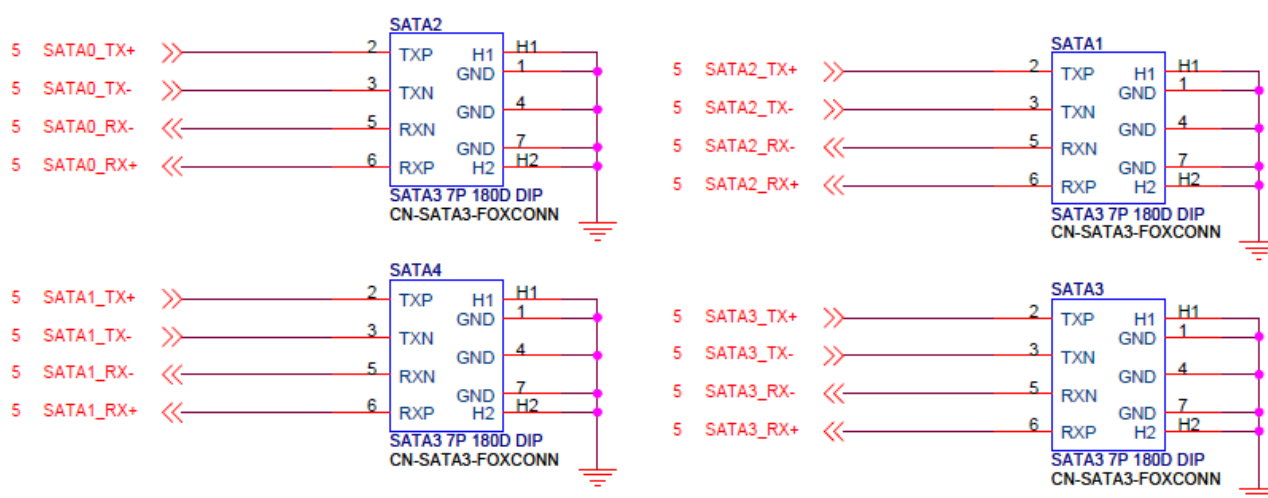 SATA2
5 SATA0_TX+ 2 TXP H1 H1
GND 1
5 SATA0_TX- 3 TXN
GND 4
5 SATA0_RX- 5 RXN
GND 7
5 SATA0_RX+ 6 RXP H2 H2
SATA3 7P 180D DIP
CN-SATA3-FOXCONN
SATA1
5 SATA2_TX+ 2 TXP H1 H1
GND 1
5 SATA2_TX- 3 TXN
GND 4
5 SATA2_RX- 5 RXN
GND 7
5 SATA2_RX+ 6 RXP H2 H2
SATA3 7P 180D DIP
CN-SATA3-FOXCONN
SATA4
5 SATA1_TX+ 2 TXP H1 H1
GND 1
5 SATA1_TX- 3 TXN
GND 4
5 SATA1_RX- 5 RXN
GND 7
5 SATA1_RX+ 6 RXP H2 H2
SATA3 7P 180D DIP
CN-SATA3-FOXCONN
SATA3
5 SATA3_TX+ 2 TXP H1 H1
GND 1
5 SATA3_TX- 3 TXN
GND 4
5 SATA3_RX- 5 RXN
GND 7
5 SATA3_RX+ 6 RXP H2 H2
SATA3 7P 180D DIP
CN-SATA3-FOXCONN